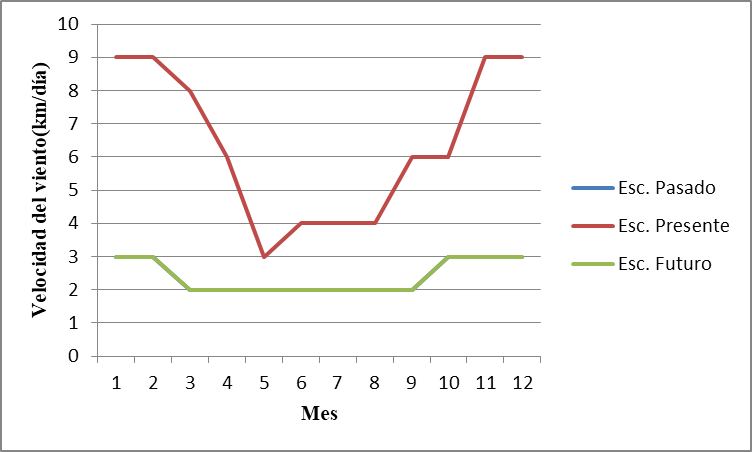 10
9
8
7
6
5
4
3
2
1
0
Velocidad del viento(km/día)
1 2 3 4 5 6 7 8 9 10 11 12
Mes
Esc. Pasado
Esc. Presente
Esc. Futuro